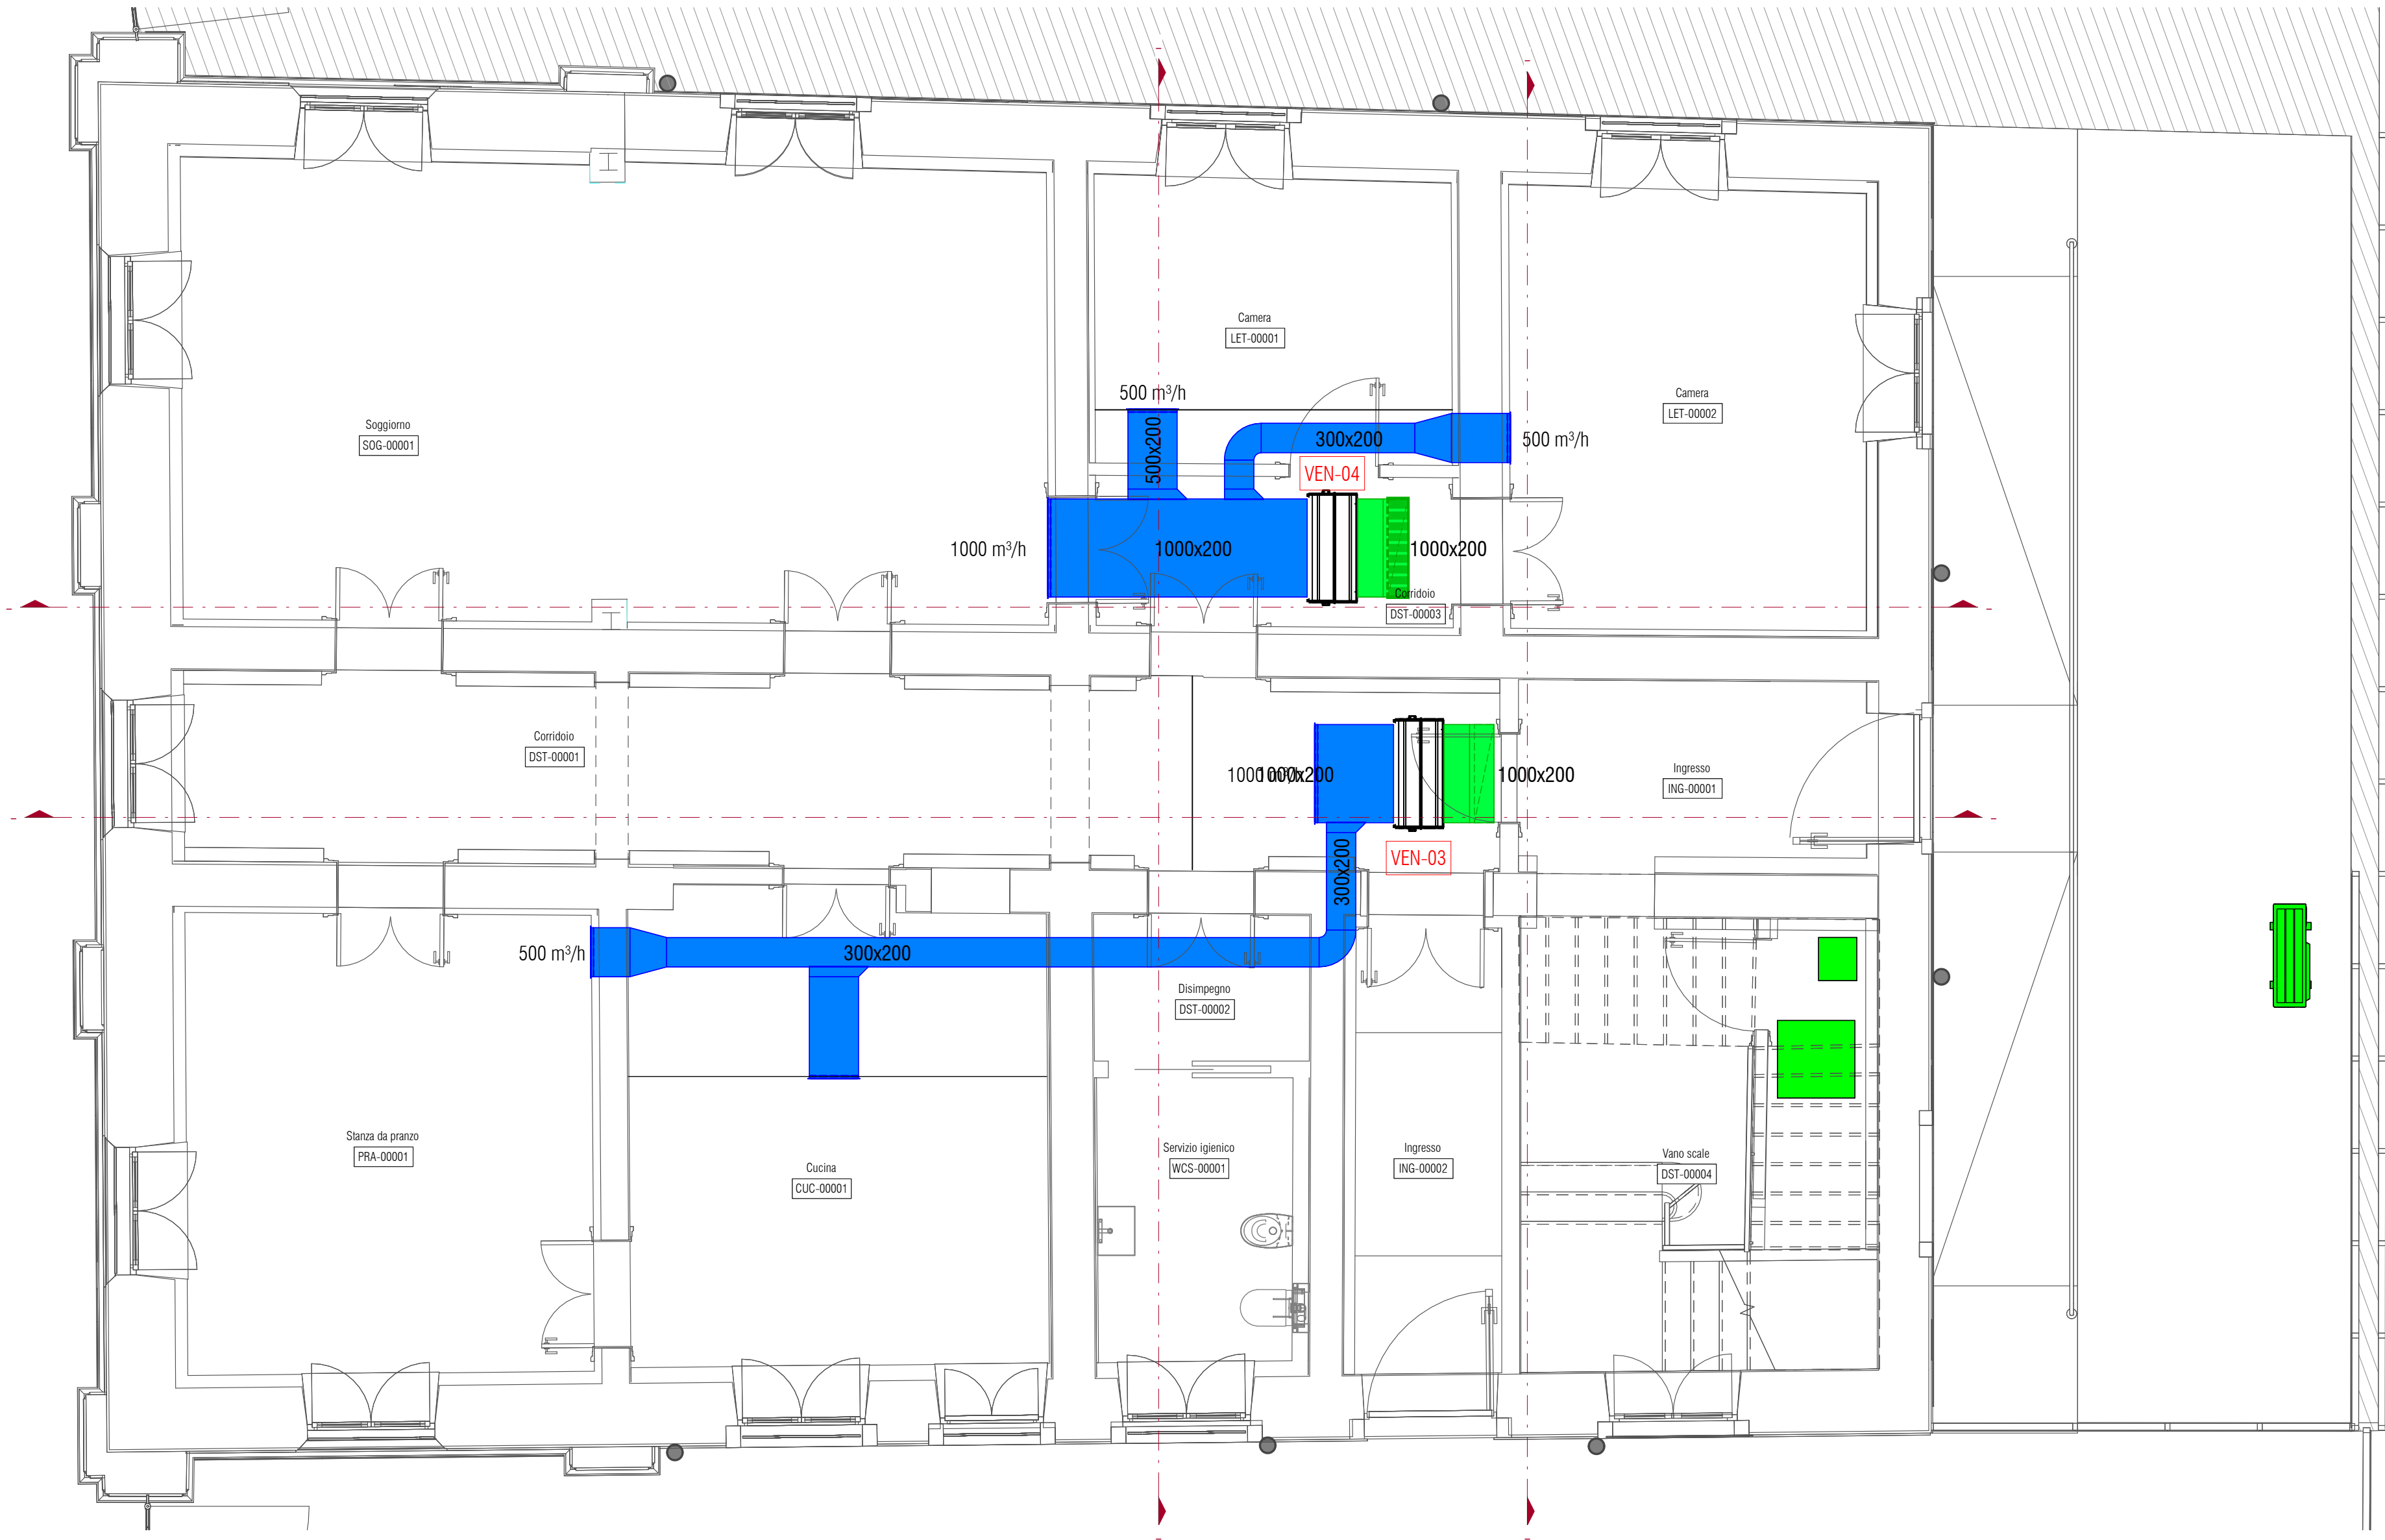 Camera
LET-00001
500 m³/h
500x200
300x200
500 m³/h
Camera
LET-00002
Soggiorno
SOG-00001
VEN-04
1000 m³/h
1000x200
1000x200
Corridoio
DST-00003
Corridoio
DST-00001
1000 m³/h
1000x200
1000x200
Ingresso
ING-00001
VEN-03
300x200
500 m³/h
300x200
Disimpegno
DST-00002
Stanza da pranzo
PRA-00001
Cucina
CUC-00001
Servizio igienico
WCS-00001
Ingresso
ING-00002
Vano scale
DST-00004